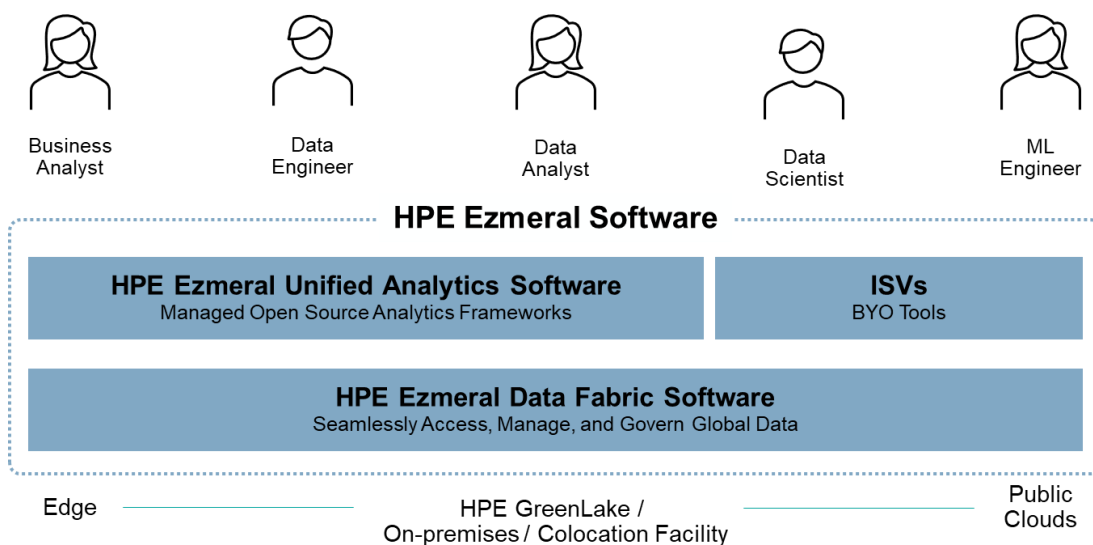 Business
Analyst
Data
Engineer
Data
Analyst
Data
Scientist
ML
Engineer
HPE Ezmeral Software
HPE Ezmeral Unified Analytics Software
Managed Open Source Analytics Frameworks
ISVs
BYO Tools
HPE Ezmeral Data Fabric Software
Seamlessly Access, Manage, and Govern Global Data
Edge
HPE GreenLake /
On-premises / Colocation Facility
Public
Clouds